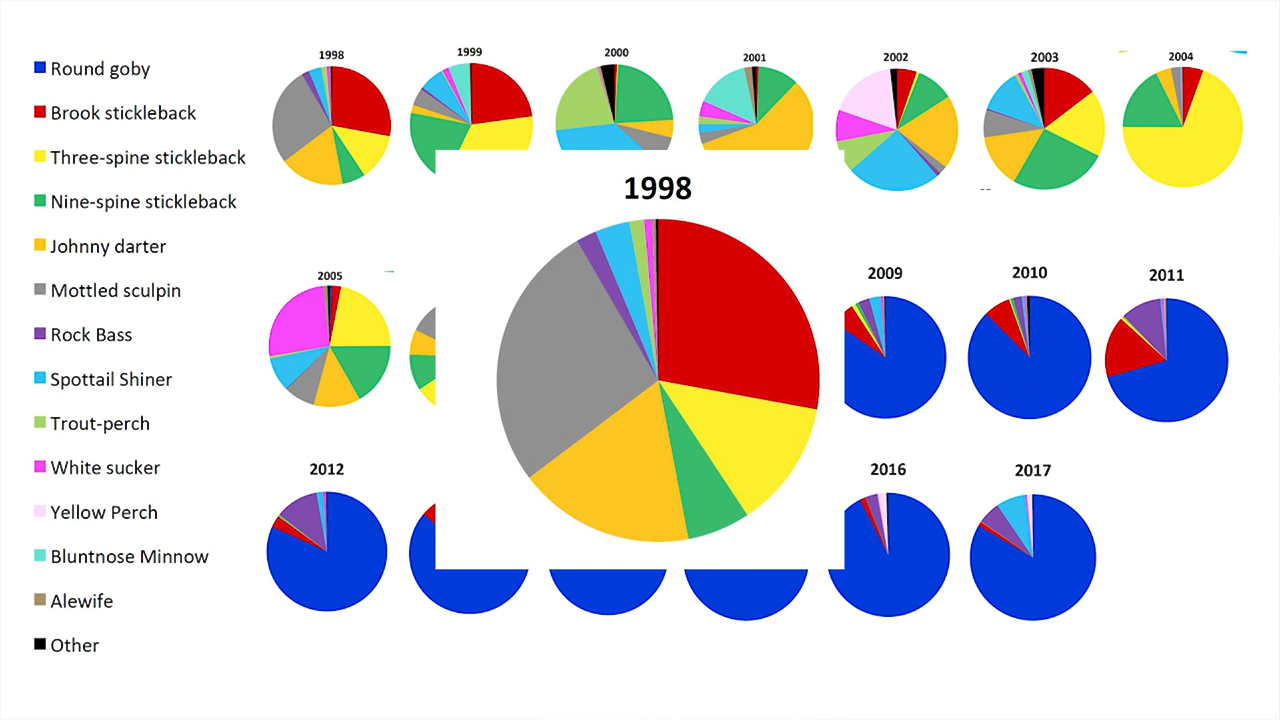 Round goby
Brook stickleback
Three-spine stickleback
Nine-spine stickleback
Johnny darter
Mottled sculpin
Rock Bass
Spottail Shiner
Trout-perch
White sucker
Yellow Perch
Bluntnose Minnow
Alewife
Other
1998
1999
2000
2001
2002
2003
2004
1998
2005
2009
2010
2011
2012
2016
2017